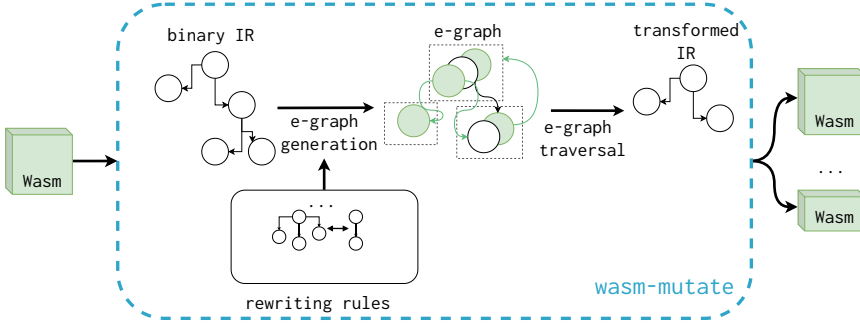 Wasm
binary IR
e-graph
generation
...
rewriting rules
e-graph
e-graph
traversal
transformed
IR
wasm-mutate
Wasm
...
Wasm